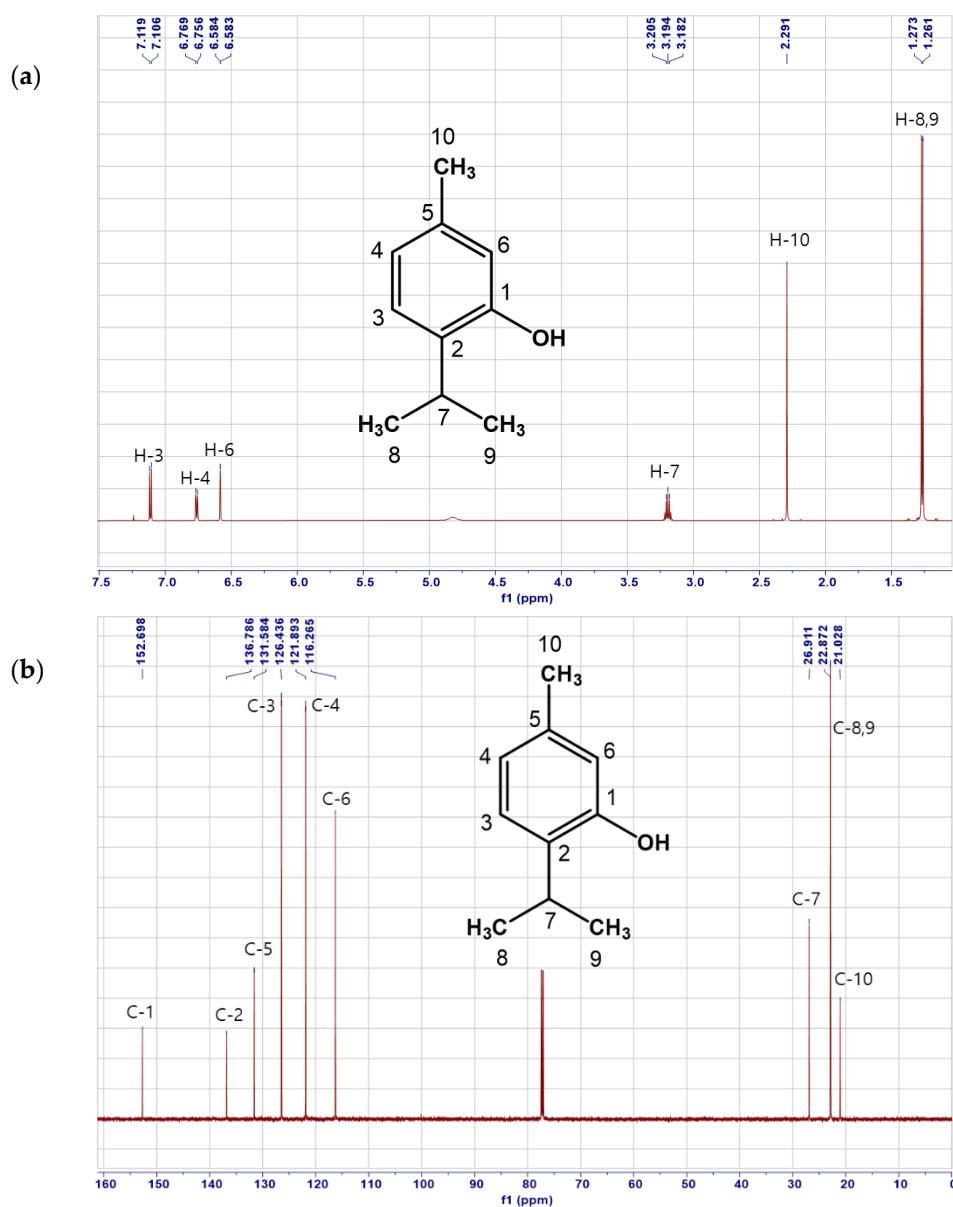 7.119
7.106
6.769
6.756
6.584
6.583
3.205
3.194
3.182
2.291
1.273
1.261
(a)
H-8,9
10
CH₃
5
4
6
H-10
1
3
OH
2
H₃C
7
CH₃
8
9
H-3
H-4
H-6
H-7
7.5 7.0 6.5 6.0 5.5 5.0 4.5 4.0 3.5 3.0 2.5 2.0 1.5
f1 (ppm)
152.698
136.786
131.584
126.436
121.893
116.265
26.911
22.872
21.028
(b)
10
CH₃
C-3
C-4
C-8,9
5
4
6
C-6
1
3
OH
2
C-7
H₃C
7
CH₃
8
9
C-5
C-10
C-1
C-2
160 150 140 130 120 110 100 90 80 70 60 50 40 30 20 10 0
f1 (ppm)